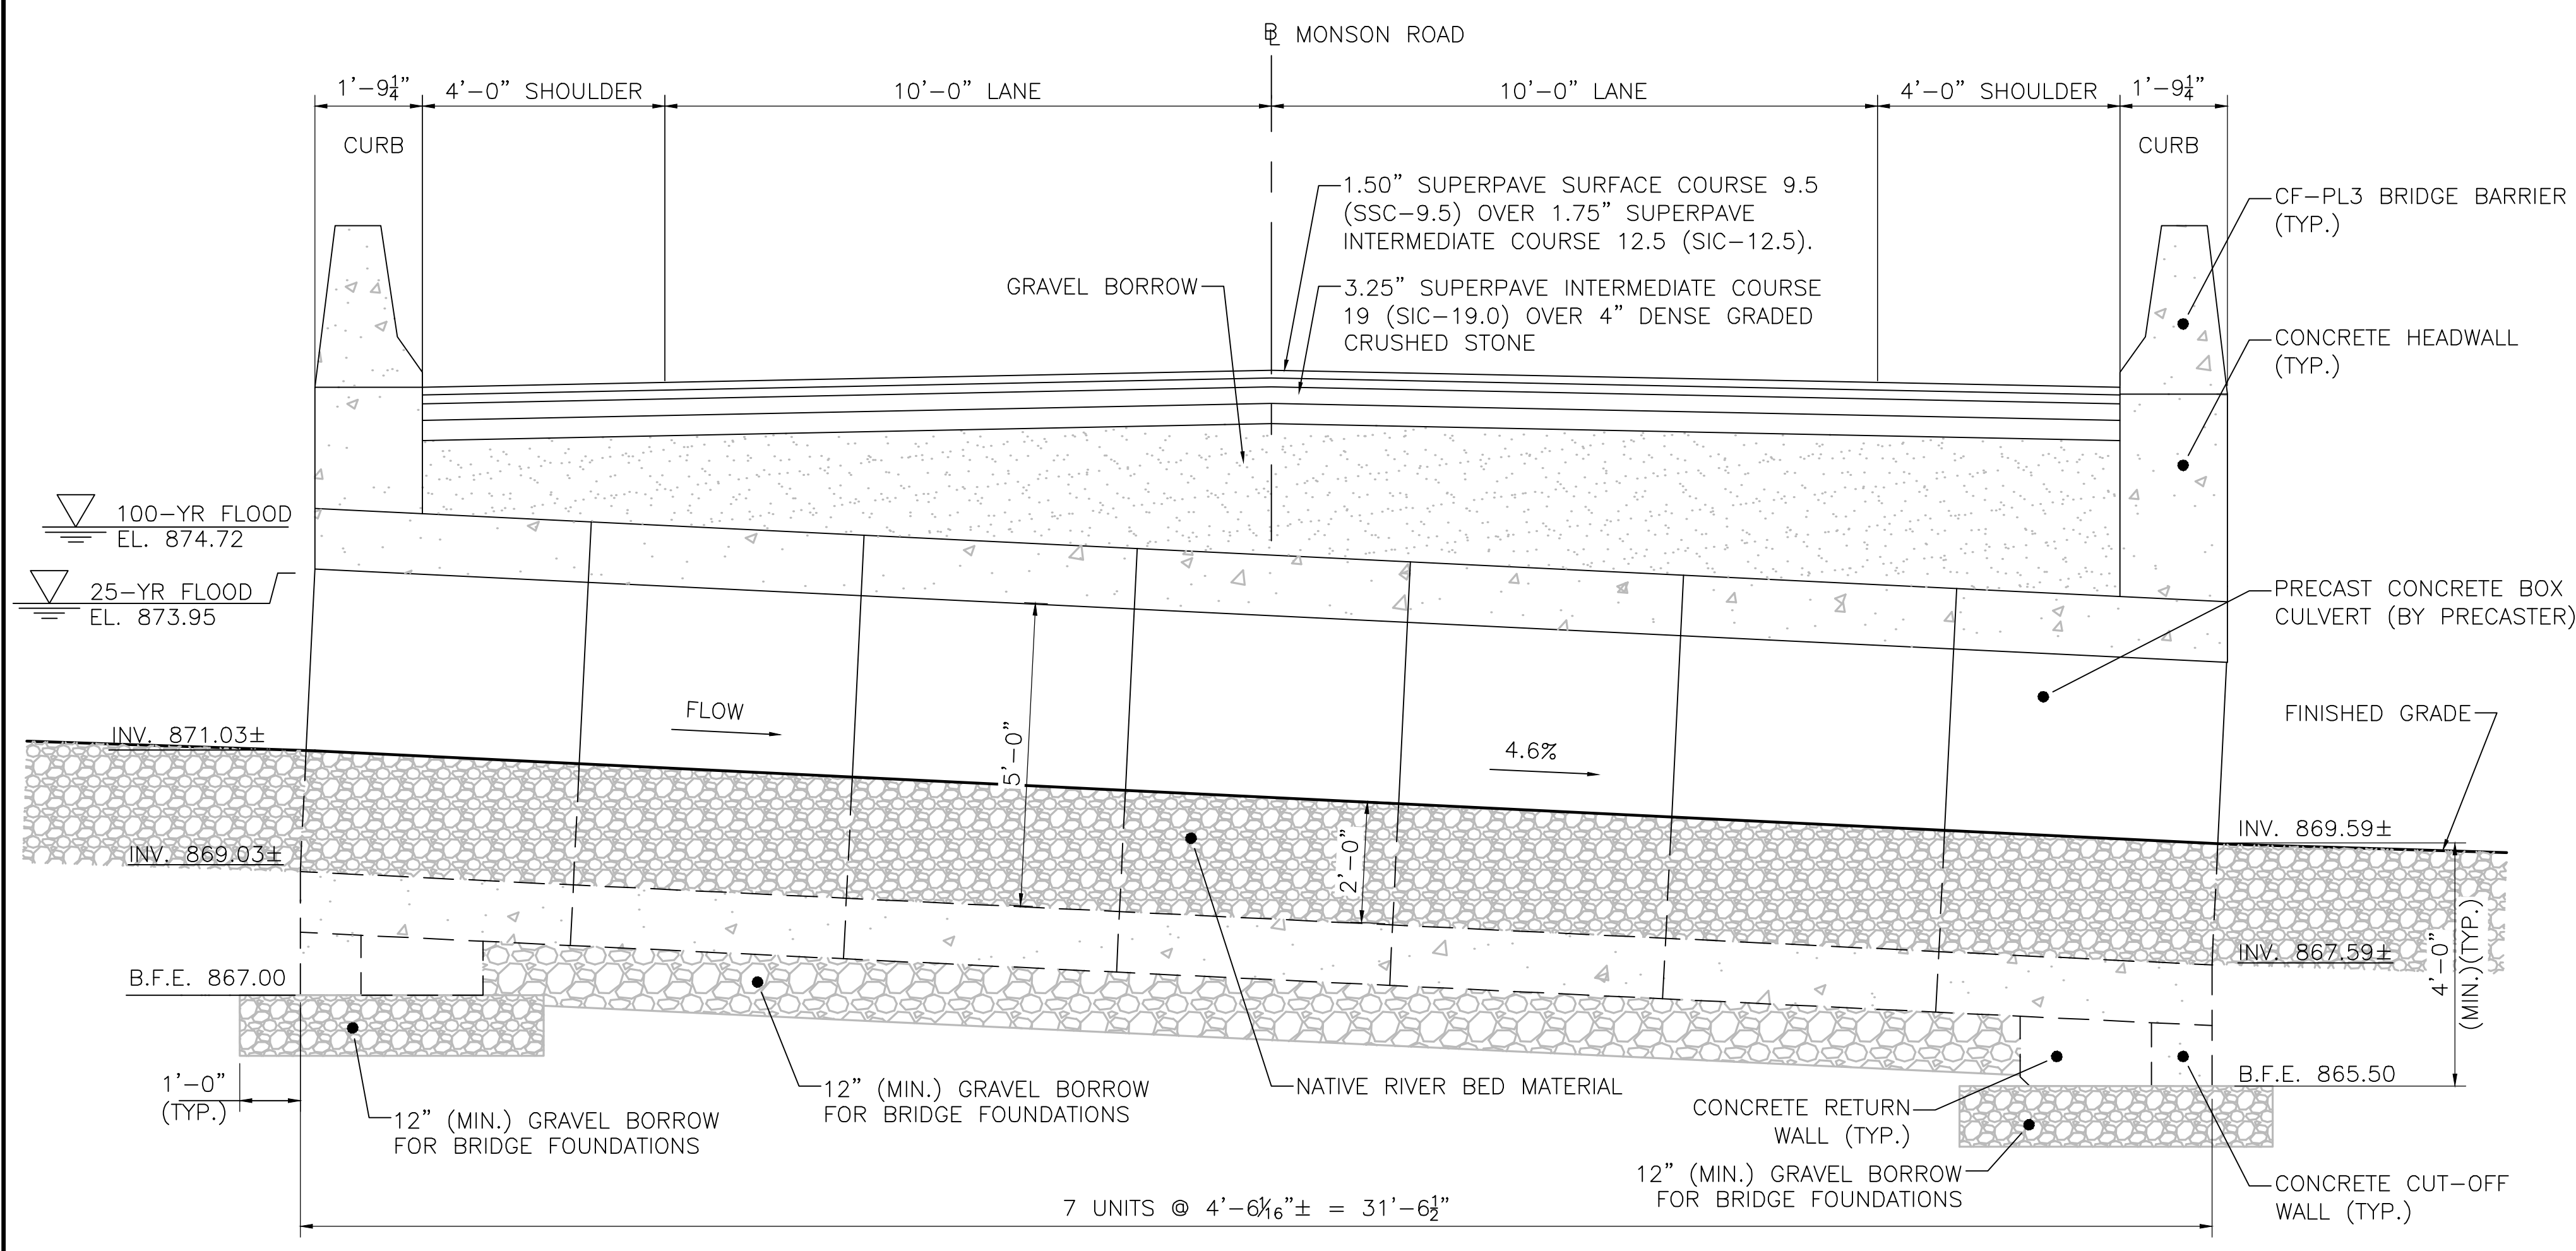 ℄ MONSON ROAD
1'-9¼" 4'-0" SHOULDER 10'-0" LANE 10'-0" LANE 4'-0" SHOULDER 1'-9¼"
CURB
CURB
1.50" SUPERPAVE SURFACE COURSE 9.5
(SSC-9.5) OVER 1.75" SUPERPAVE
INTERMEDIATE COURSE 12.5 (SIC-12.5).
CF-PL3 BRIDGE BARRIER
(TYP.)
GRAVEL BORROW
3.25" SUPERPAVE INTERMEDIATE COURSE
19 (SIC-19.0) OVER 4" DENSE GRADED
CRUSHED STONE
CONCRETE HEADWALL
(TYP.)
100-YR FLOOD
EL. 874.72
25-YR FLOOD
EL. 873.95
PRECAST CONCRETE BOX
CULVERT (BY PRECASTER)
FLOW
FINISHED GRADE
INV. 871.03±
5'-0"
4.6%
INV. 869.59±
INV. 869.03±
2'-0"
INV. 867.59±
4'-0"
(MIN.)(TYP.)
B.F.E. 867.00
B.F.E. 865.50
1'-0"
(TYP.)
12" (MIN.) GRAVEL BORROW
FOR BRIDGE FOUNDATIONS
12" (MIN.) GRAVEL BORROW
FOR BRIDGE FOUNDATIONS
NATIVE RIVER BED MATERIAL
CONCRETE RETURN
WALL (TYP.)
12" (MIN.) GRAVEL BORROW
FOR BRIDGE FOUNDATIONS
CONCRETE CUT-OFF
WALL (TYP.)
7 UNITS @ 4'-6 1/16"± = 31'-6½"